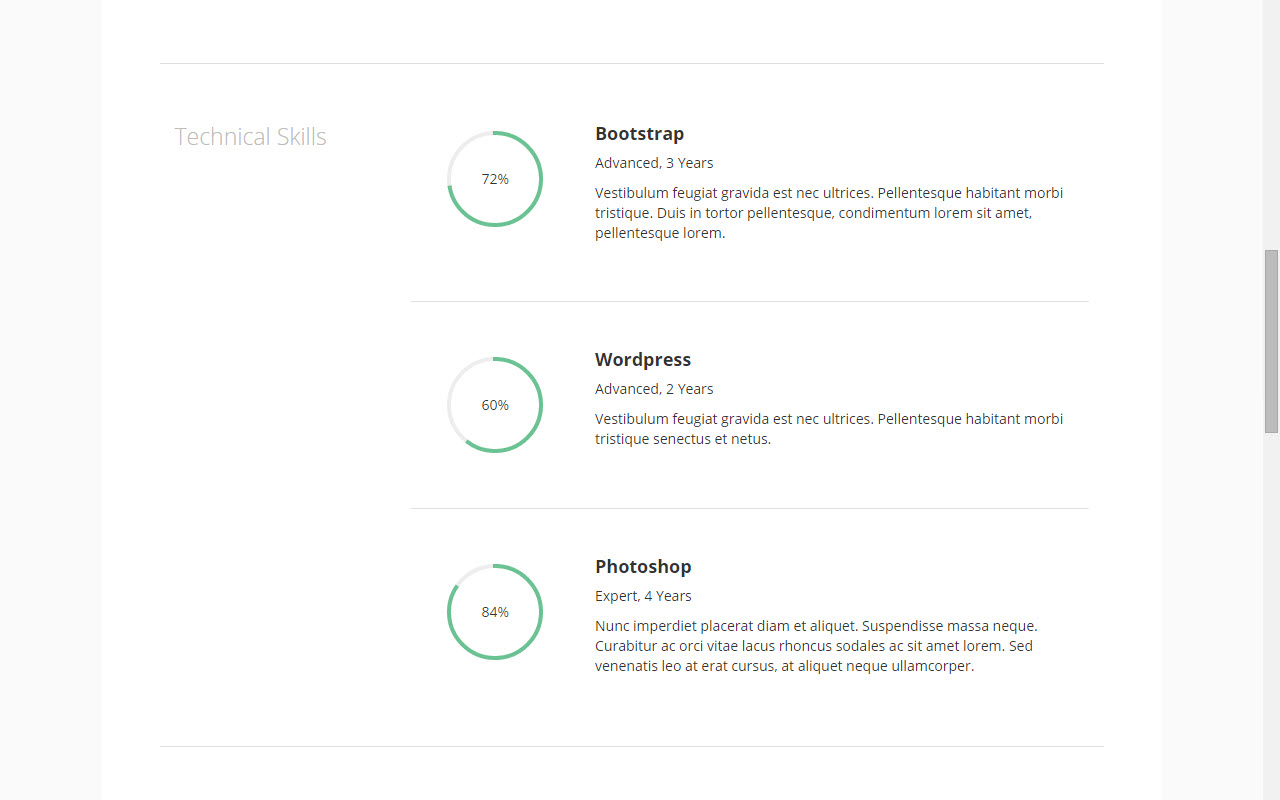 Technical Skills
72%
Bootstrap
Advanced, 3 Years
Vestibulum feugiat gravida est nec ultrices. Pellentesque habitant morbi
tristique. Duis in tortor pellentesque, condimentum lorem sit amet,
pellentesque lorem.
60%
Wordpress
Advanced, 2 Years
Vestibulum feugiat gravida est nec ultrices. Pellentesque habitant morbi
tristique senectus et netus.
84%
Photoshop
Expert, 4 Years
Nunc imperdiet placerat diam et aliquet. Suspendisse massa neque.
Curabitur ac orci vitae lacus rhoncus sodales ac sit amet lorem. Sed
venenatis leo at erat cursus, at aliquet neque ullamcorper.